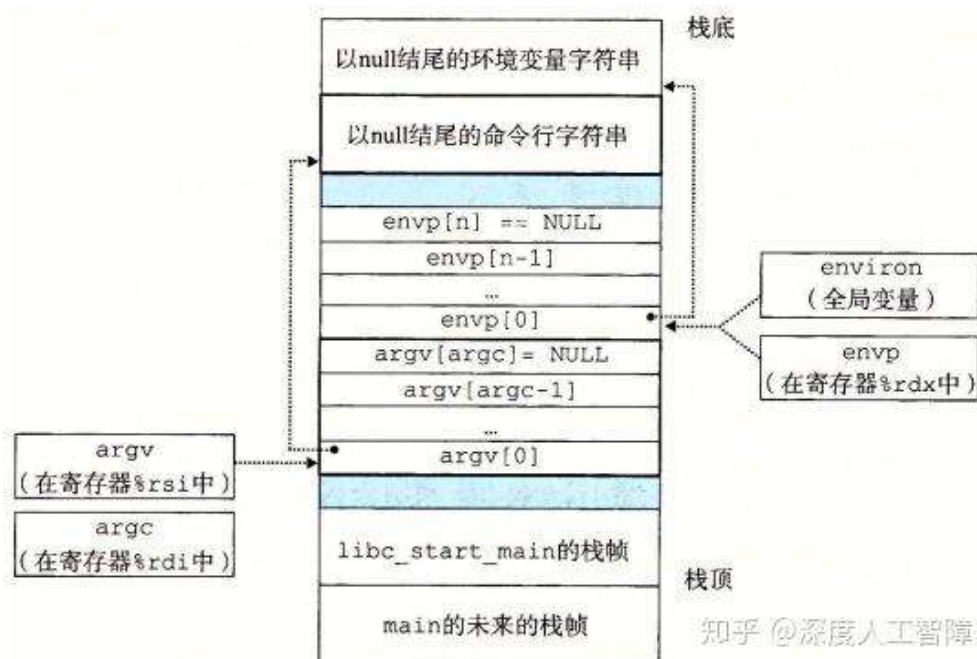 栈底
以null结尾的环境变量字符串
以null结尾的命令行字符串
envp[n] == NULL
envp[n-1]
…
envp[0]
argv[argc]= NULL
argv[argc-1]
…
argv[0]
environ
(全局变量)
envp
(在寄存器%rdx中)
argv
(在寄存器%rsi中)
argc
(在寄存器%rdi中)
libc_start_main的栈帧
栈顶
main的未来的栈帧
知乎 @深度人工智障